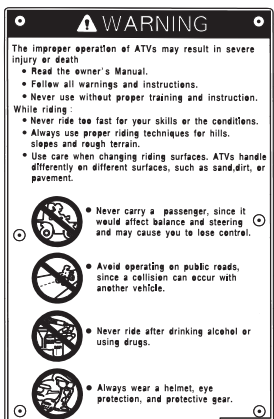 WARNING
The improper operation of ATVs may result in severe
injury or death
• Read the owner's Manual.
• Follow all warnings and instructions.
• Never use without proper training and instruction.
While riding :
• Never ride too fast for your skills or the conditions.
• Always use proper riding techniques for hills.
slopes and rough terrain.
• Use care when changing riding surfaces. ATVs handle
differently on different surfaces, such as sand,dirt, or
pavement.
• Never carry a passenger, since it
would affect balance and steering
and may cause you to lose control.
• Avoid operating on public roads,
since a collision can occur with
another vehicle.
• Never ride after drinking alcohol or
using drugs.
• Always wear a helmet, eye
protection, and protective gear.